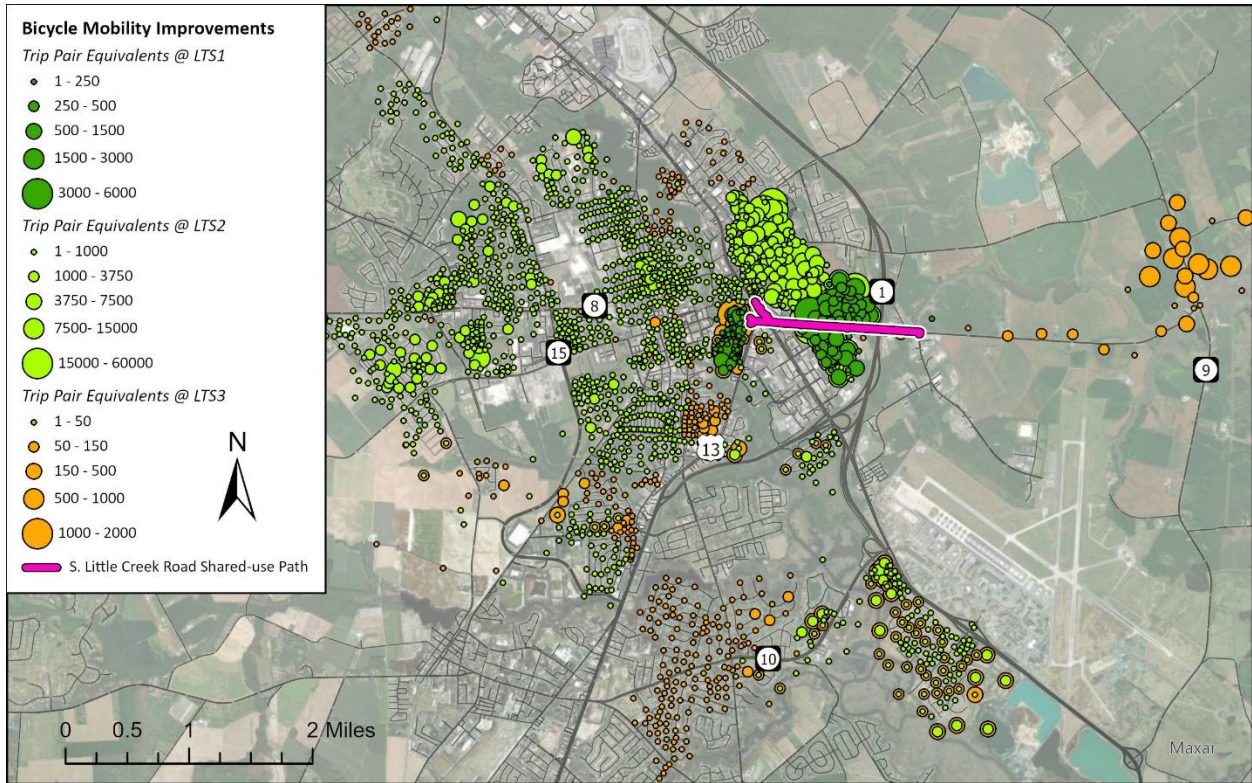 Bicycle Mobility Improvements
Trip Pair Equivalents @ LTS1
1 - 250
250 - 500
500 - 1500
1500 - 3000
3000 - 6000
Trip Pair Equivalents @ LTS2
1 - 1000
1000 - 3750
3750 - 7500
7500- 15000
15000 - 60000
Trip Pair Equivalents @ LTS3
1 - 50
50 - 150
150 - 500
500 - 1000
1000 - 2000
N
S. Little Creek Road Shared-use Path
1
8
15
9
13
10
0 0.5 1 2 Miles
Maxar